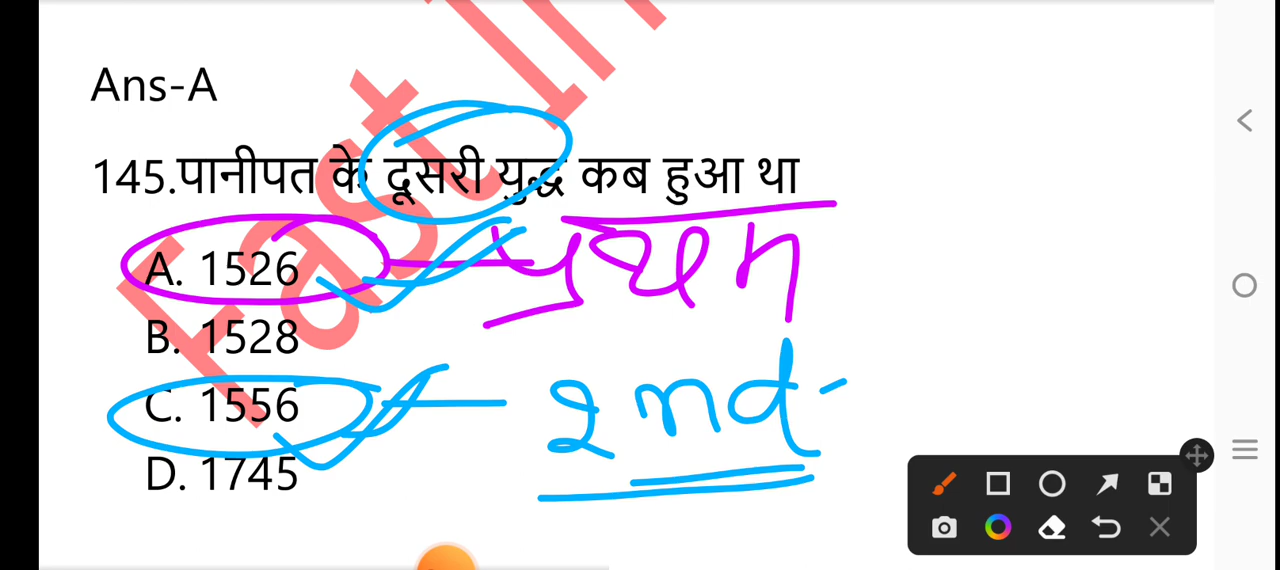 Ans-A
145.पानीपत के दूसरी युद्ध कब हुआ था
A. 1526
प्रथम
B. 1528
C. 1556
2nd
D. 1745